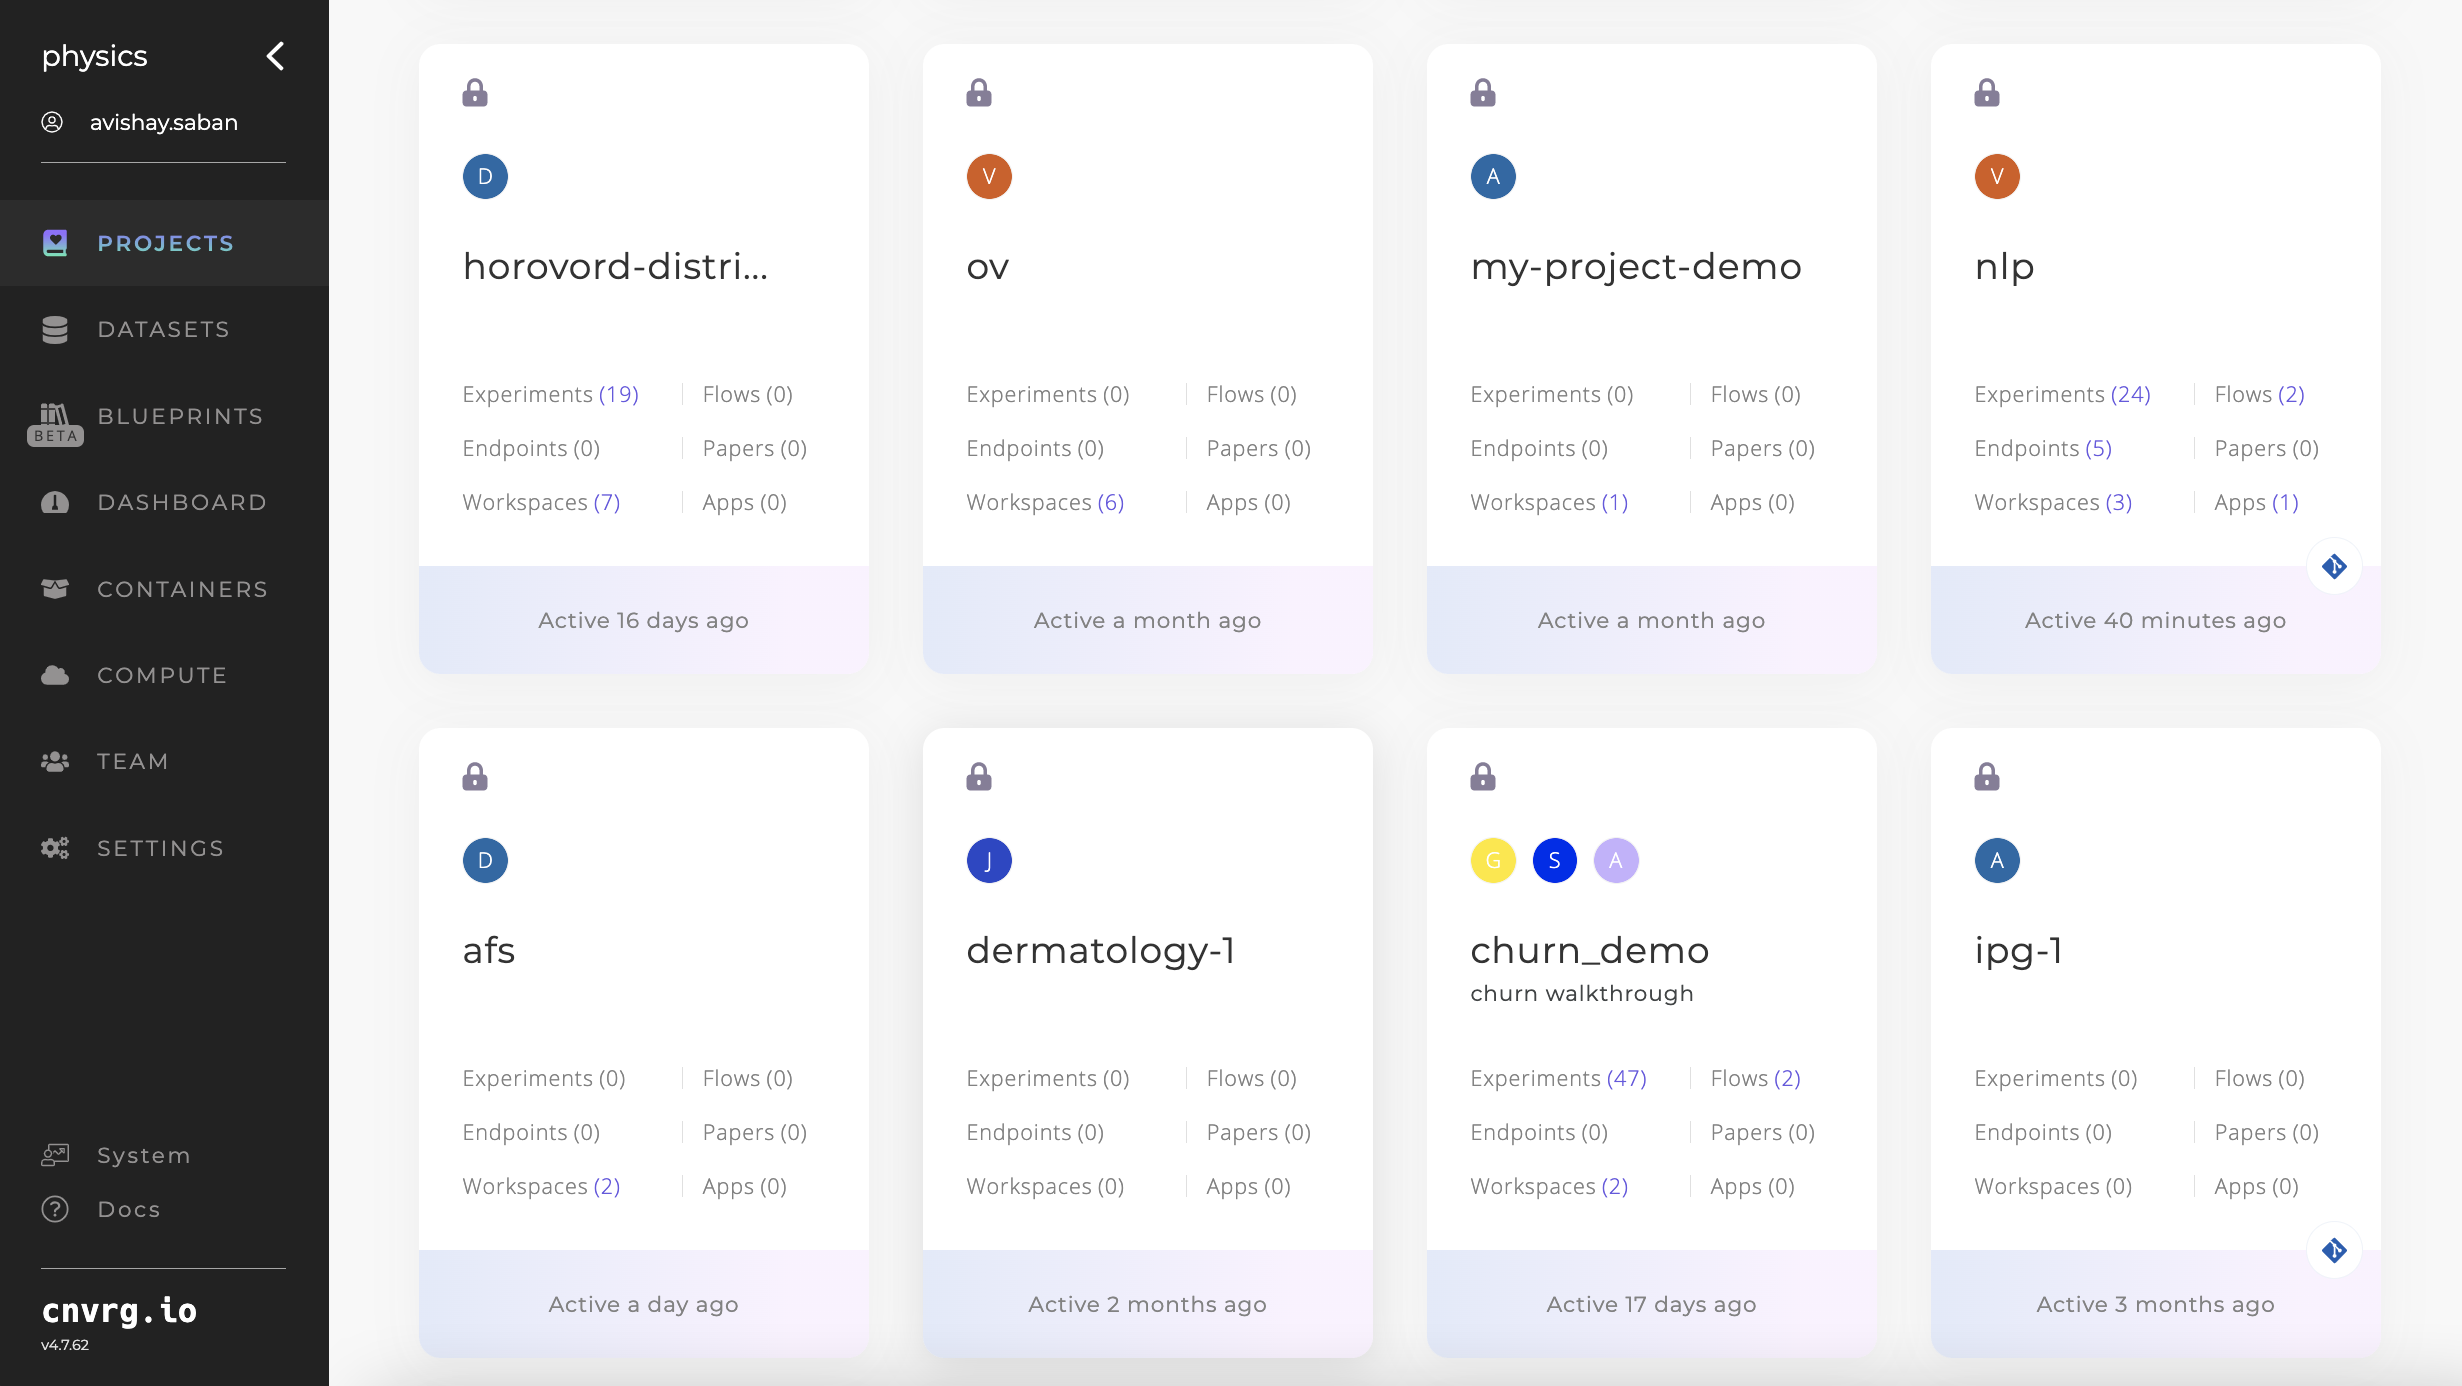 physics
avishay.saban
PROJECTS
DATASETS
BLUEPRINTS
BETA
DASHBOARD
CONTAINERS
COMPUTE
TEAM
SETTINGS
System
Docs
cnvrg.io
v4.7.62
D
horovord-distri...
Experiments (19) Flows (0)
Endpoints (0) Papers (0)
Workspaces (7) Apps (0)
Active 16 days ago
V
ov
Experiments (0) Flows (0)
Endpoints (0) Papers (0)
Workspaces (6) Apps (0)
Active a month ago
A
my-project-demo
Experiments (0) Flows (0)
Endpoints (0) Papers (0)
Workspaces (1) Apps (0)
Active a month ago
V
nlp
Experiments (24) Flows (2)
Endpoints (5) Papers (0)
Workspaces (3) Apps (1)
Active 40 minutes ago
D
afs
Experiments (0) Flows (0)
Endpoints (0) Papers (0)
Workspaces (2) Apps (0)
Active a day ago
J
dermatology-1
Experiments (0) Flows (0)
Endpoints (0) Papers (0)
Workspaces (0) Apps (0)
Active 2 months ago
G S A
churn_demo
churn walkthrough
Experiments (47) Flows (2)
Endpoints (0) Papers (0)
Workspaces (2) Apps (0)
Active 17 days ago
A
ipg-1
Experiments (0) Flows (0)
Endpoints (0) Papers (0)
Workspaces (0) Apps (0)
Active 3 months ago